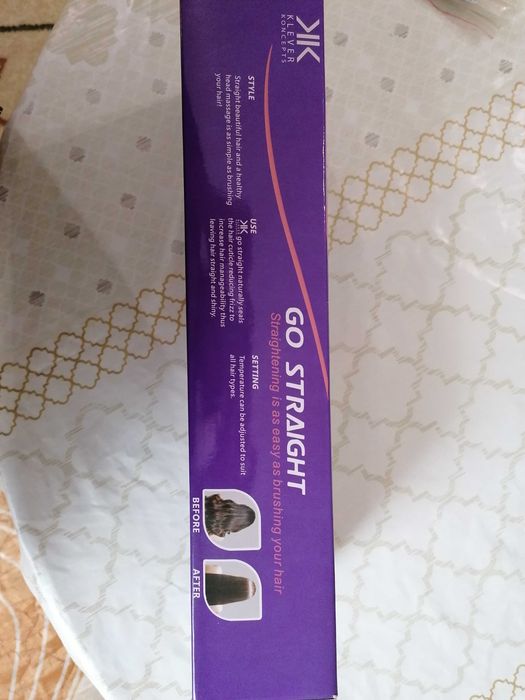 KLEVER
KONCEPTS
GO STRAIGHT
Straightening is as easy as brushing your hair
STYLE
Straight beautiful hair and a healthy
head massage is as simple as brushing
your hair!
USE
go straight naturally seals
the hair cuticle reducing frizz to
increase hair manageability thus
leaving hair straight and shiny.
SETTING
Temperature can be adjusted to suit
all hair types.
BEFORE
AFTER